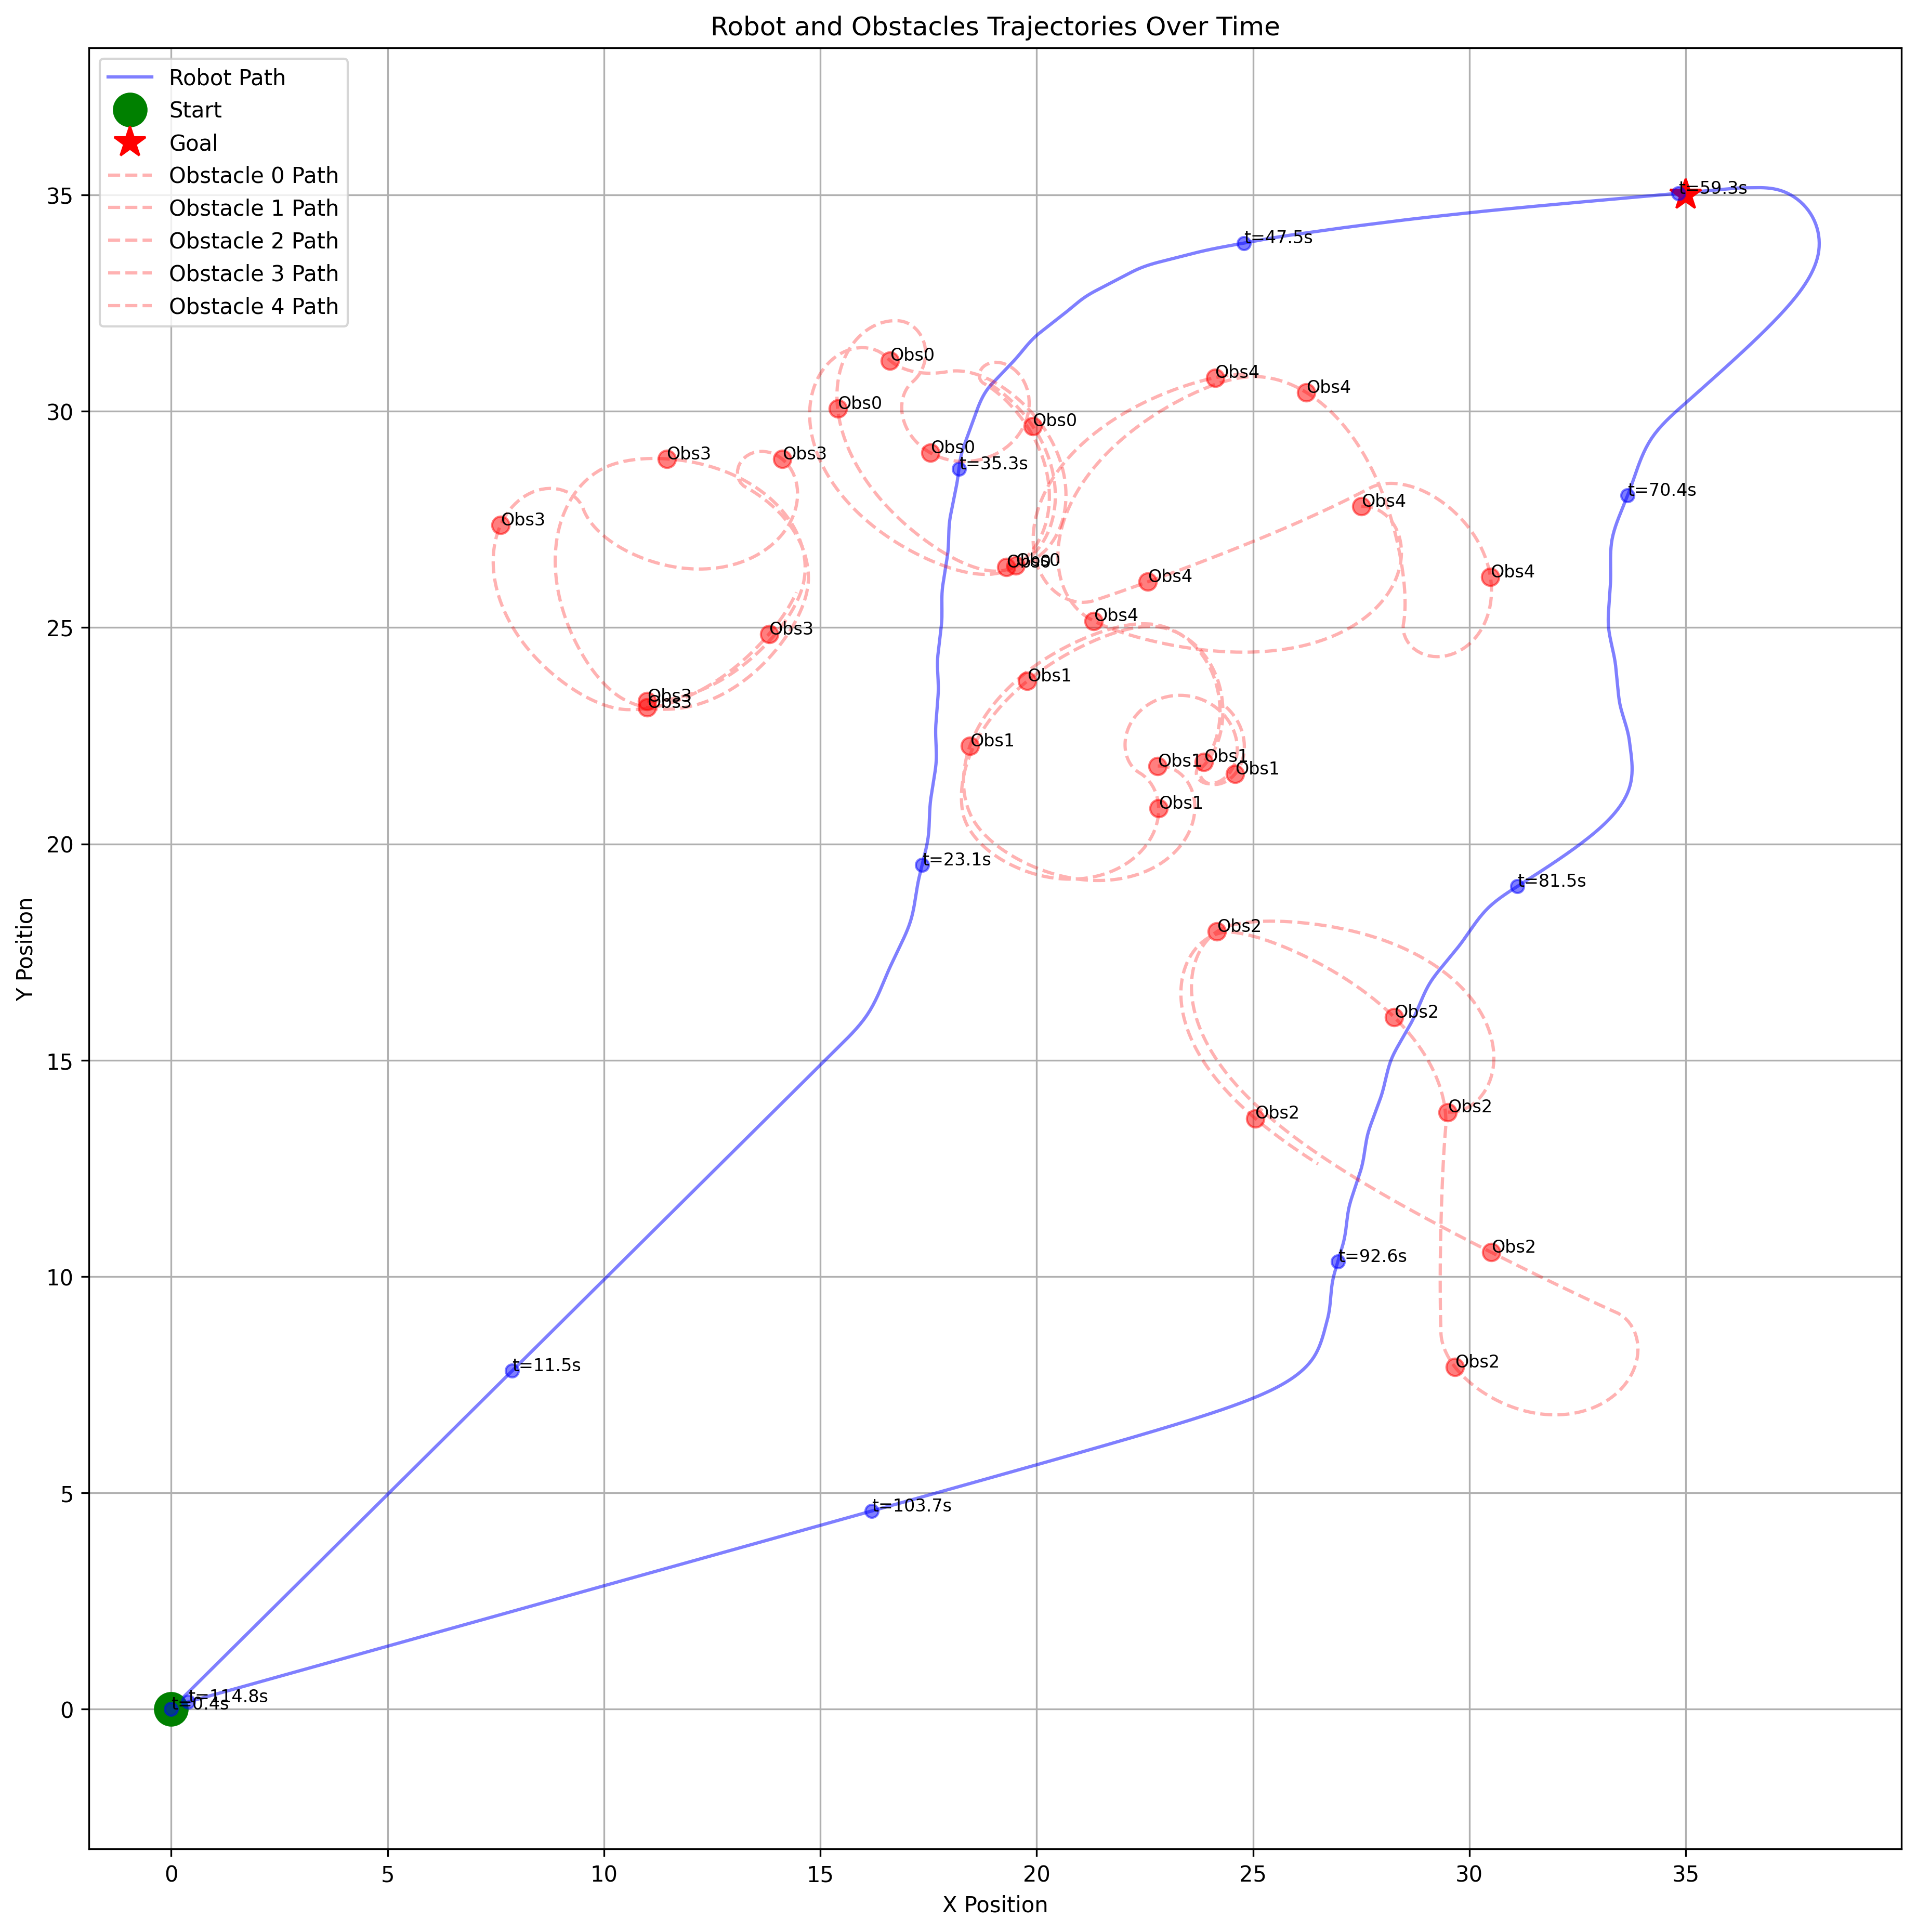 Robot and Obstacles Trajectories Over Time
Robot Path
Start
Goal
Obstacle 0 Path
Obstacle 1 Path
Obstacle 2 Path
Obstacle 3 Path
Obstacle 4 Path
35
30
25
20
15
10
5
0
Y Position
t=59.3s
t=47.5s
Obs0
Obs4
Obs4
Obs0
Obs0
Obs0
Obs3
Obs3
t=35.3s
t=70.4s
Obs4
Obs3
Obs0
Obs0
Obs4
Obs4
Obs4
Obs3
Obs1
Obs3
Obs3
Obs1
Obs1
Obs1
Obs1
Obs1
t=23.1s
t=81.5s
Obs2
Obs2
Obs2
Obs2
t=92.6s
Obs2
t=11.5s
Obs2
t=103.7s
t=114.8s
t=0.4s
0
5
10
15
20
25
30
35
X Position